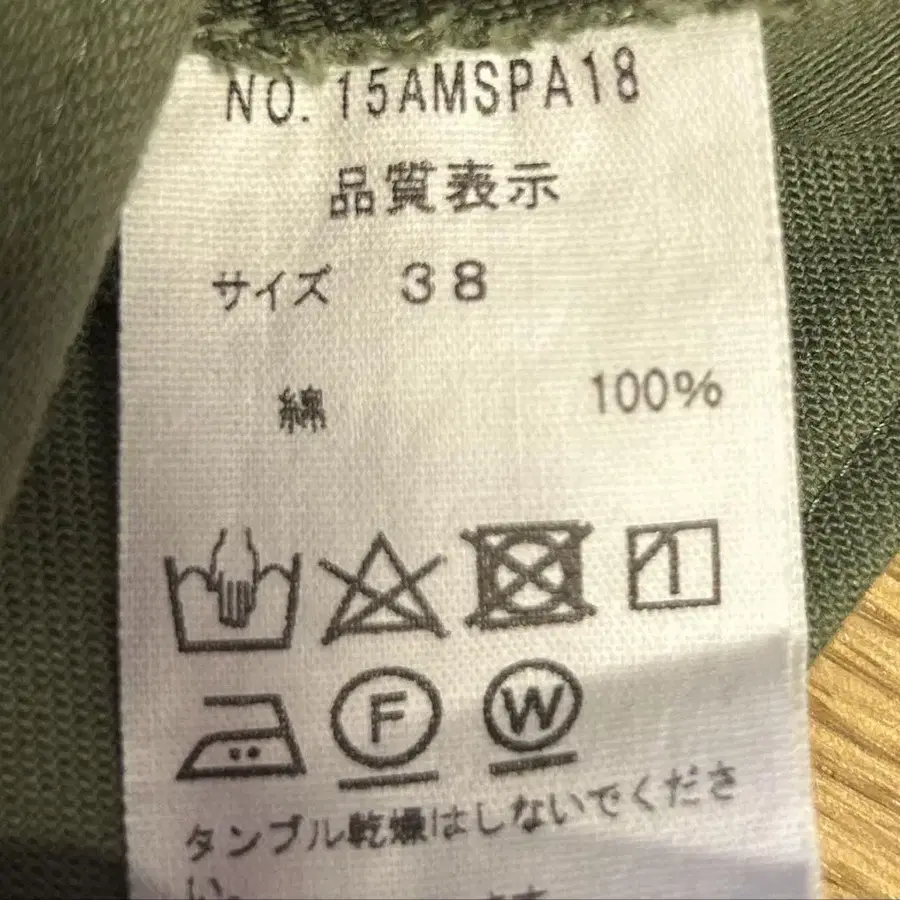 NO. 15AMSPA18
品質表示
サイズ 38
綿 100%
F W
タンブル乾燥はしないでくださ
い。